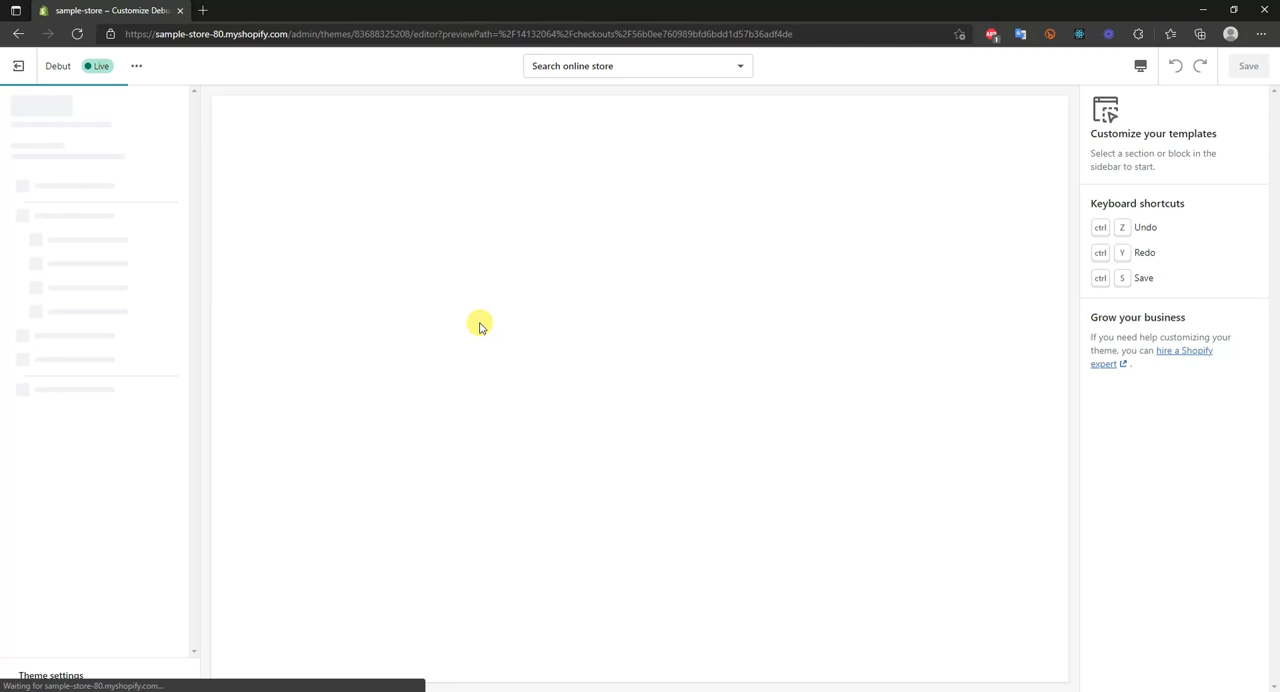 sample-store ~ Customize Debu
https://sample-store-80.myshopify.com/admin/themes/83688325208/editor?previewPath=%2F14132064%2Fcheckouts%2F56b0ee760989bfd6bdd1d57b36adf4de
Debut
Live
Search online store
Save
Customize your templates
Select a section or block in the
sidebar to start.
Keyboard shortcuts
ctrl Z Undo
ctrl Y Redo
ctrl S Save
Grow your business
If you need help customizing your
theme, you can hire a Shopify
expert .
Theme settings
Waiting for sample-store-80.myshopify.com...